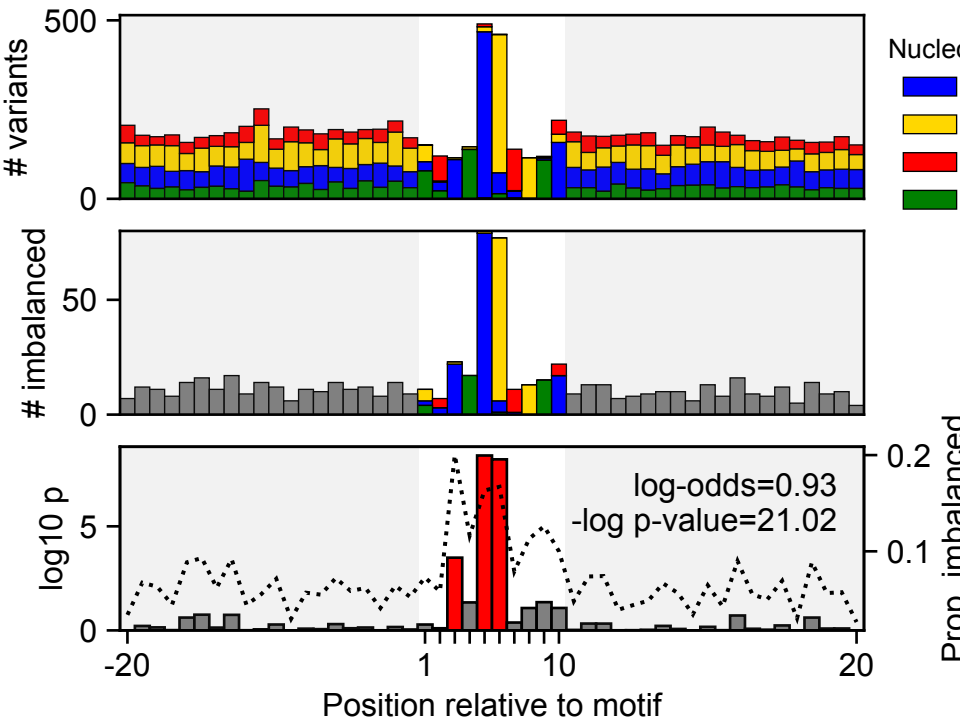 500
0
# variants
Nucleo
50
0
# imbalanced
5
0
log10 p
log-odds=0.93
-log p-value=21.02
0.2
0.1
Prop. imbalanced
-20
1
10
20
Position relative to motif